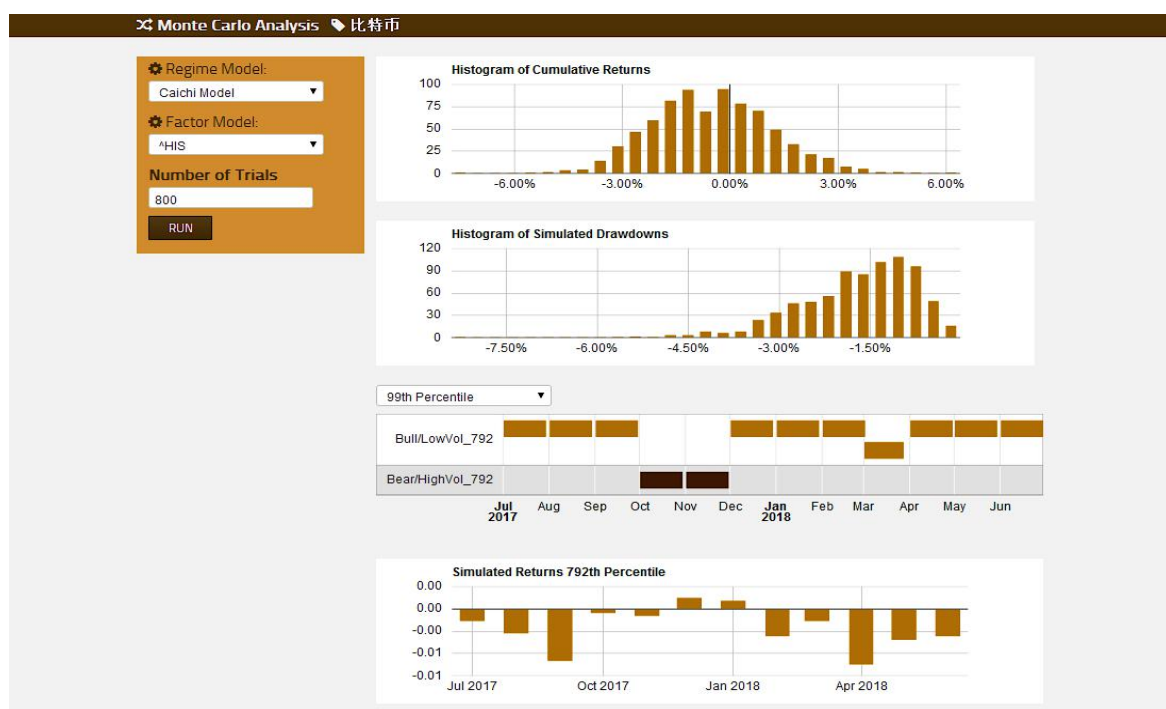 Monte Carlo Analysis 比特币
Regime Model:
Caichi Model
Factor Model:
^HIS
Number of Trials
800
RUN
Histogram of Cumulative Returns
100
75
50
25
0
-6.00% -3.00% 0.00% 3.00% 6.00%
Histogram of Simulated Drawdowns
120
90
60
30
0
-7.50% -6.00% -4.50% -3.00% -1.50%
99th Percentile
Bull/LowVol_792
Bear/HighVol_792
Jul Aug Sep Oct Nov Dec Jan Feb Mar Apr May Jun
2017 2018
Simulated Returns 792th Percentile
0.00
0.00
-0.00
-0.01
-0.01
Jul 2017 Oct 2017 Jan 2018 Apr 2018